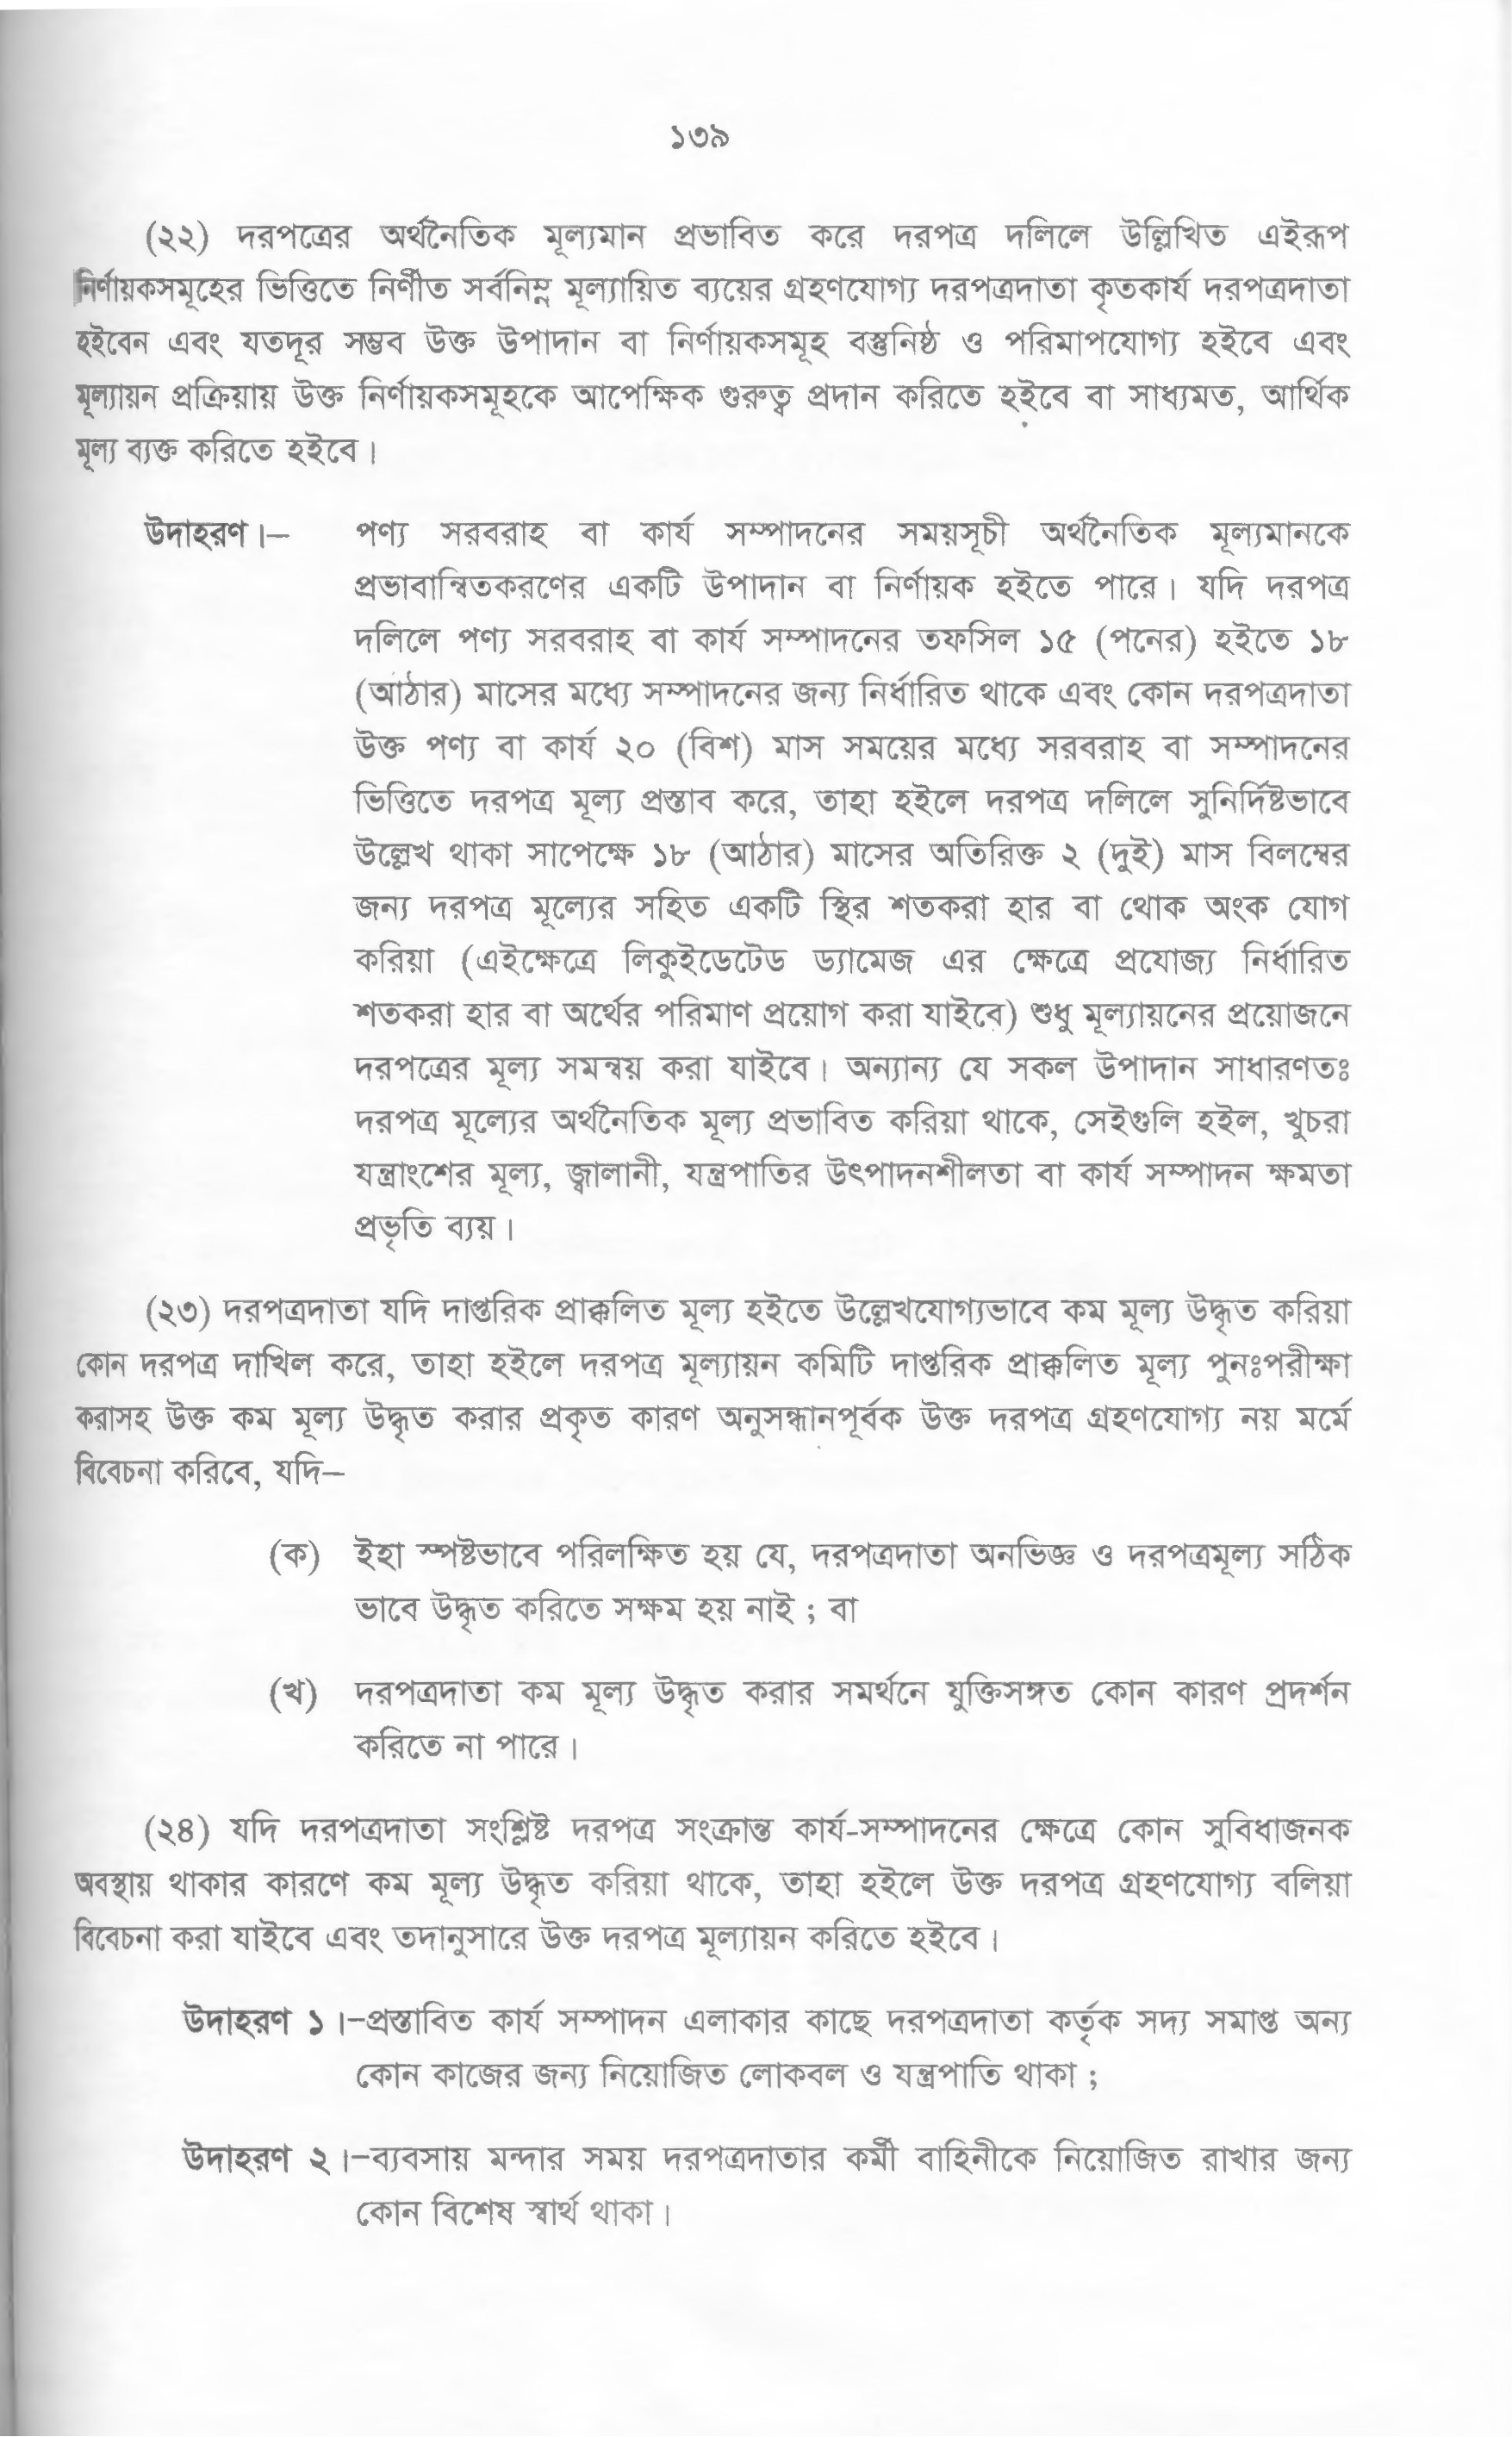 ১৩৯
(২২) দরপত্রের অর্থনৈতিক মূল্যমান প্রভাবিত করে দরপত্র দলিলে উল্লিখিত এইরূপ
নির্ণায়কসমূহের ভিত্তিতে নির্ণীত সর্বনিম্ন মূল্যায়িত ব্যয়ের গ্রহণযোগ্য দরপত্রদাতা কৃতকার্য দরপত্রদাতা
হইবেন এবং যতদূর সম্ভব উক্ত উপাদান বা নির্ণায়কসমূহ বস্তুনিষ্ঠ ও পরিমাপযোগ্য হইবে এবং
মূল্যায়ন প্রক্রিয়ায় উক্ত নির্ণায়কসমূহকে আপেক্ষিক গুরুত্ব প্রদান করিতে হইবে বা সাধ্যমত, আর্থিক
মূল্য ব্যক্ত করিতে হইবে।
উদাহরণ।– পণ্য সরবরাহ বা কার্য সম্পাদনের সময়সূচী অর্থনৈতিক মূল্যমানকে
প্রভাবান্বিতকরণের একটি উপাদান বা নির্ণায়ক হইতে পারে। যদি দরপত্র
দলিলে পণ্য সরবরাহ বা কার্য সম্পাদনের তফসিল ১৫ (পনের) হইতে ১৮
(আঠার) মাসের মধ্যে সম্পাদনের জন্য নির্ধারিত থাকে এবং কোন দরপত্রদাতা
উক্ত পণ্য বা কার্য ২০ (বিশ) মাস সময়ের মধ্যে সরবরাহ বা সম্পাদনের
ভিত্তিতে দরপত্র মূল্য প্রস্তাব করে, তাহা হইলে দরপত্র দলিলে সুনির্দিষ্টভাবে
উল্লেখ থাকা সাপেক্ষে ১৮ (আঠার) মাসের অতিরিক্ত ২ (দুই) মাস বিলম্বের
জন্য দরপত্র মূল্যের সহিত একটি স্থির শতকরা হার বা থোক অংক যোগ
করিয়া (এইক্ষেত্রে লিকুইডেটেড ড্যামেজ এর ক্ষেত্রে প্রযোজ্য নির্ধারিত
শতকরা হার বা অর্থের পরিমাণ প্রয়োগ করা যাইবে) শুধু মূল্যায়নের প্রয়োজনে
দরপত্রের মূল্য সমন্বয় করা যাইবে। অন্যান্য যে সকল উপাদান সাধারণতঃ
দরপত্র মূল্যের অর্থনৈতিক মূল্য প্রভাবিত করিয়া থাকে, সেইগুলি হইল, খুচরা
যন্ত্রাংশের মূল্য, জ্বালানী, যন্ত্রপাতির উৎপাদনশীলতা বা কার্য সম্পাদন ক্ষমতা
প্রভৃতি ব্যয়।
(২৩) দরপত্রদাতা যদি দাপ্তরিক প্রাক্কলিত মূল্য হইতে উল্লেখযোগ্যভাবে কম মূল্য উদ্ধৃত করিয়া
কোন দরপত্র দাখিল করে, তাহা হইলে দরপত্র মূল্যায়ন কমিটি দাপ্তরিক প্রাক্কলিত মূল্য পুনঃপরীক্ষা
করাসহ উক্ত কম মূল্য উদ্ধৃত করার প্রকৃত কারণ অনুসন্ধানপূর্বক উক্ত দরপত্র গ্রহণযোগ্য নয় মর্মে
বিবেচনা করিবে, যদি–
(ক) ইহা স্পষ্টভাবে পরিলক্ষিত হয় যে, দরপত্রদাতা অনভিজ্ঞ ও দরপত্রমূল্য সঠিক
ভাবে উদ্ধৃত করিতে সক্ষম হয় নাই ; বা
(খ) দরপত্রদাতা কম মূল্য উদ্ধৃত করার সমর্থনে যুক্তিসঙ্গত কোন কারণ প্রদর্শন
করিতে না পারে।
(২৪) যদি দরপত্রদাতা সংশ্লিষ্ট দরপত্র সংক্রান্ত কার্য-সম্পাদনের ক্ষেত্রে কোন সুবিধাজনক
অবস্থায় থাকার কারণে কম মূল্য উদ্ধৃত করিয়া থাকে, তাহা হইলে উক্ত দরপত্র গ্রহণযোগ্য বলিয়া
বিবেচনা করা যাইবে এবং তদানুসারে উক্ত দরপত্র মূল্যায়ন করিতে হইবে।
উদাহরণ ১।–প্রস্তাবিত কার্য সম্পাদন এলাকার কাছে দরপত্রদাতা কর্তৃক সদ্য সমাপ্ত অন্য
কোন কাজের জন্য নিয়োজিত লোকবল ও যন্ত্রপাতি থাকা ;
উদাহরণ ২।–ব্যবসায় মন্দার সময় দরপত্রদাতার কর্মী বাহিনীকে নিয়োজিত রাখার জন্য
কোন বিশেষ স্বার্থ থাকা।